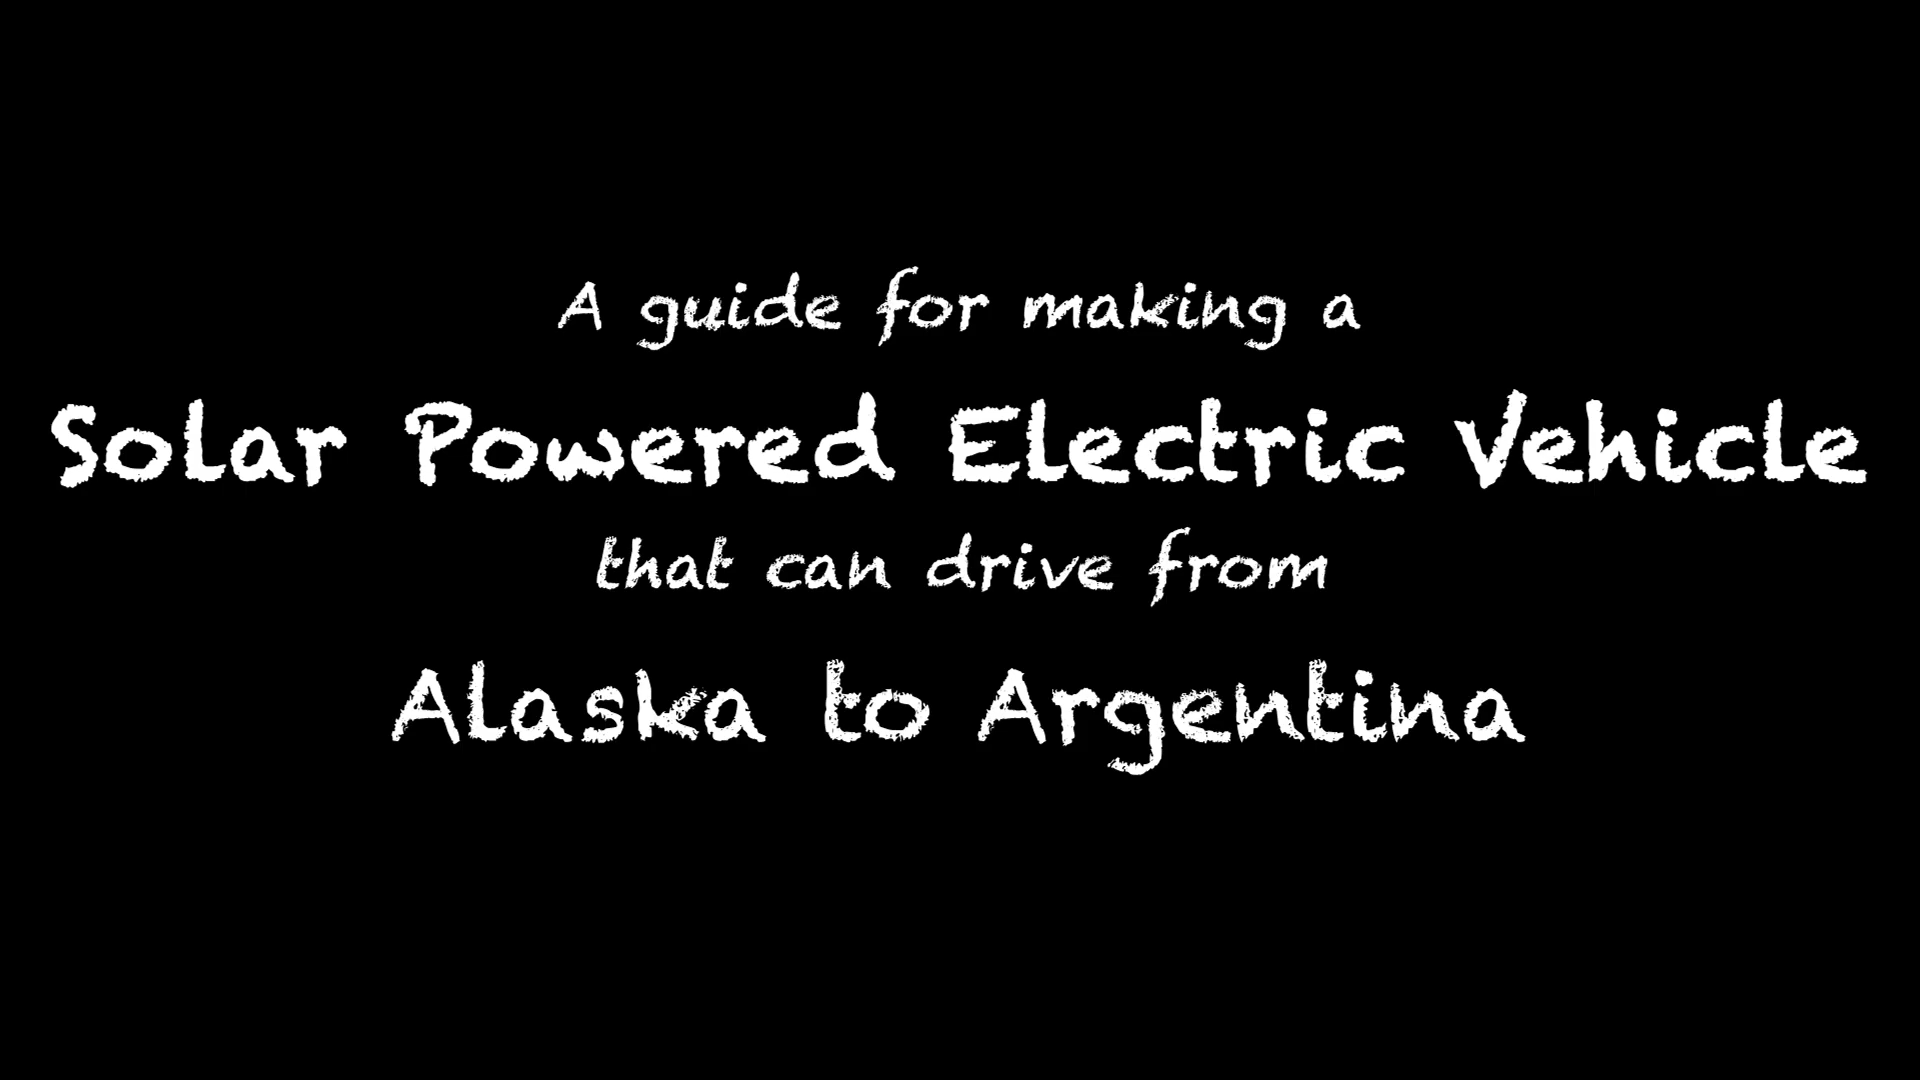 A guide for making a
Solar Powered Electric Vehicle
that can drive from
Alaska to Argentina